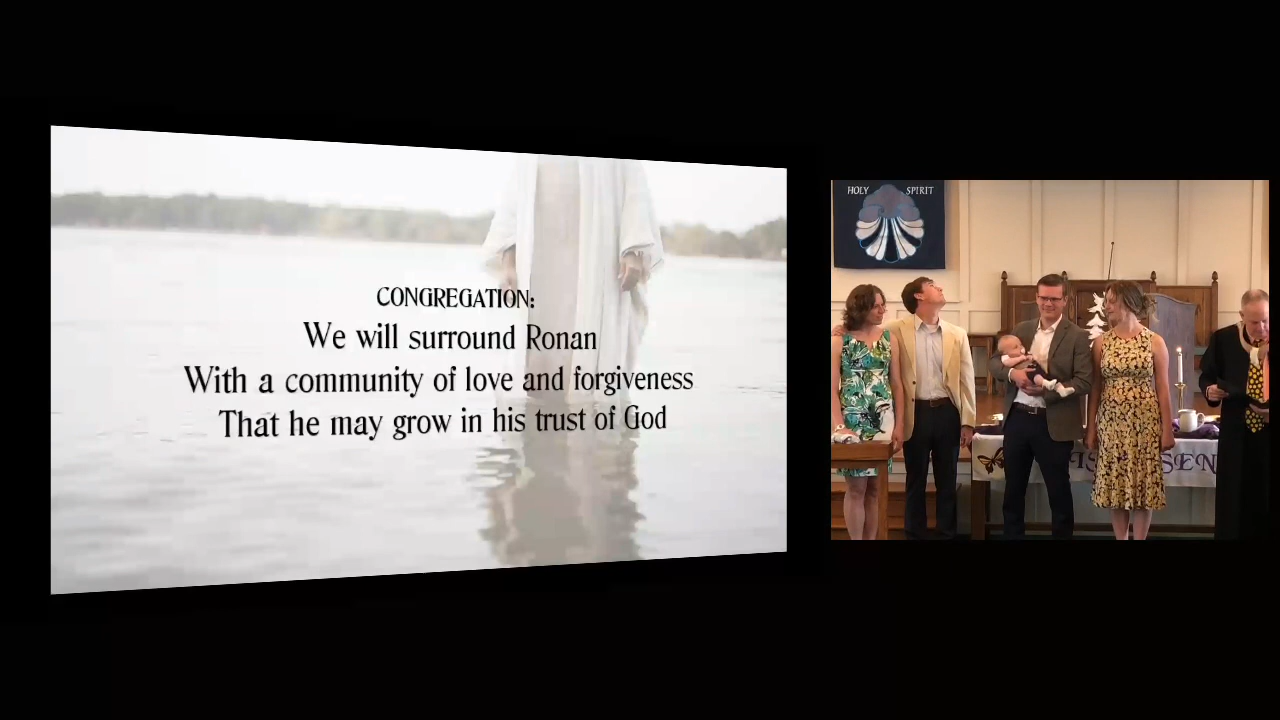 CONGREGATION:
We will surround Ronan
With a community of love and forgiveness
That he may grow in his trust of God
HOLY SPIRIT